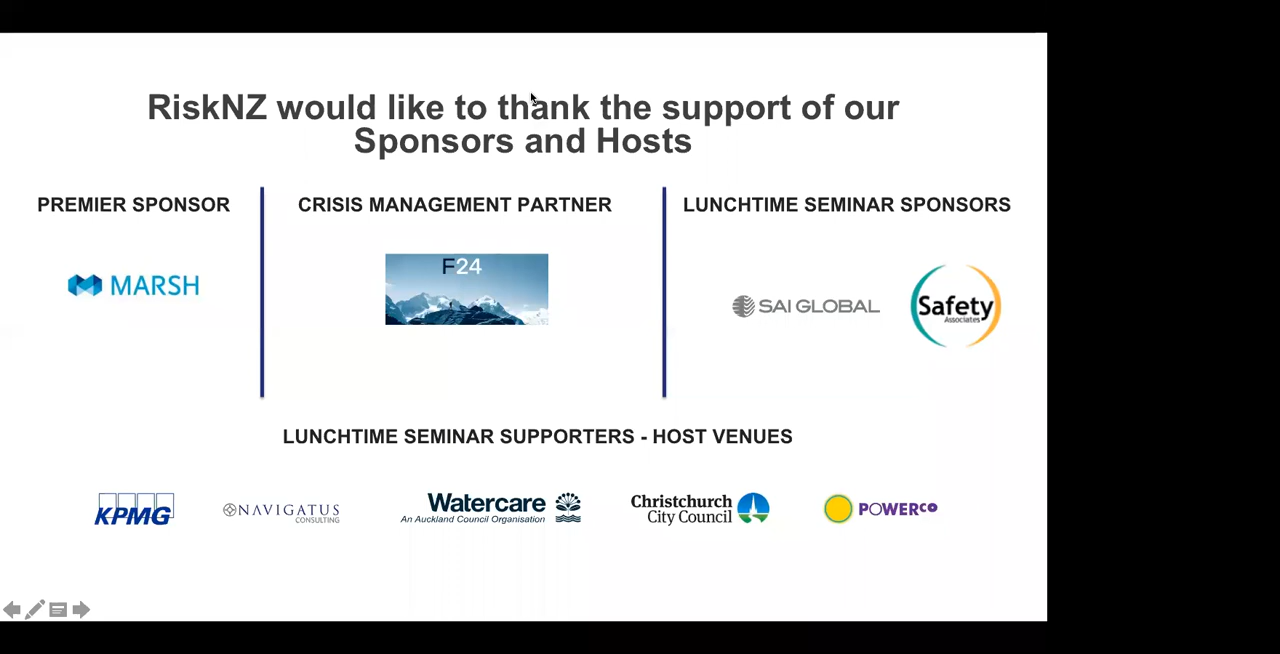 RiskNZ would like to thank the support of our
Sponsors and Hosts
PREMIER SPONSOR
CRISIS MANAGEMENT PARTNER
LUNCHTIME SEMINAR SPONSORS
MARSH
F24
SAI GLOBAL
Safety
Associates
LUNCHTIME SEMINAR SUPPORTERS - HOST VENUES
KPMG
NAVIGATUS
CONSULTING
Watercare
An Auckland Council Organisation
Christchurch
City Council
POWERCO